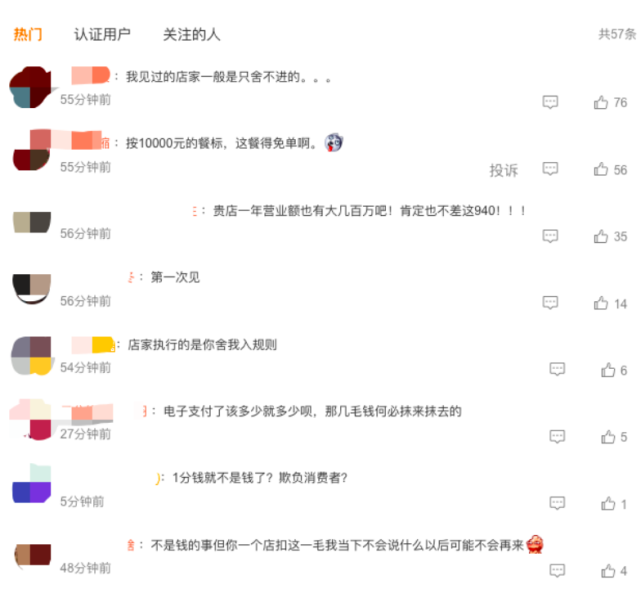 热门 认证用户 关注的人 共57条
：我见过的店家一般是只舍不进的。。。
55分钟前 76
：按10000元的餐标，这餐得免单啊。
55分钟前 投诉 56
：贵店一年营业额也有大几百万吧！肯定也不差这940！！！
56分钟前 35
：第一次见
56分钟前 14
：店家执行的是你舍我入规则
54分钟前 6
：电子支付了该多少就多少呗，那几毛钱何必抹来抹去的
27分钟前 5
：1分钱就不是钱了？欺负消费者？
5分钟前 1
：不是钱的事但你一个店扣这一毛我当下不会说什么以后可能不会再来
48分钟前 4